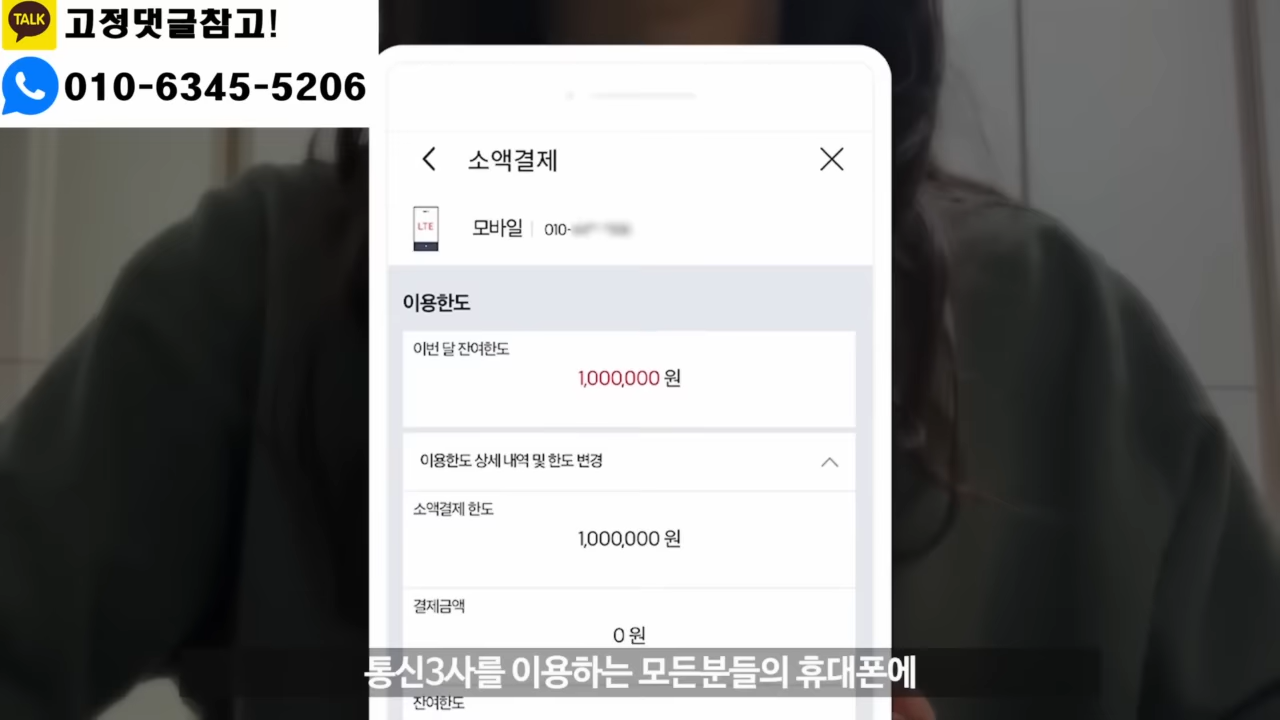 TALK 고정댓글참고!
010-6345-5206
소액결제
LTE
모바일 010-
이용한도
이번 달 잔여한도
1,000,000 원
이용한도 상세 내역 및 한도 변경
소액결제 한도
1,000,000 원
결제금액
0 원
통신3사를 이용하는 모든분들의 휴대폰에
잔여한도